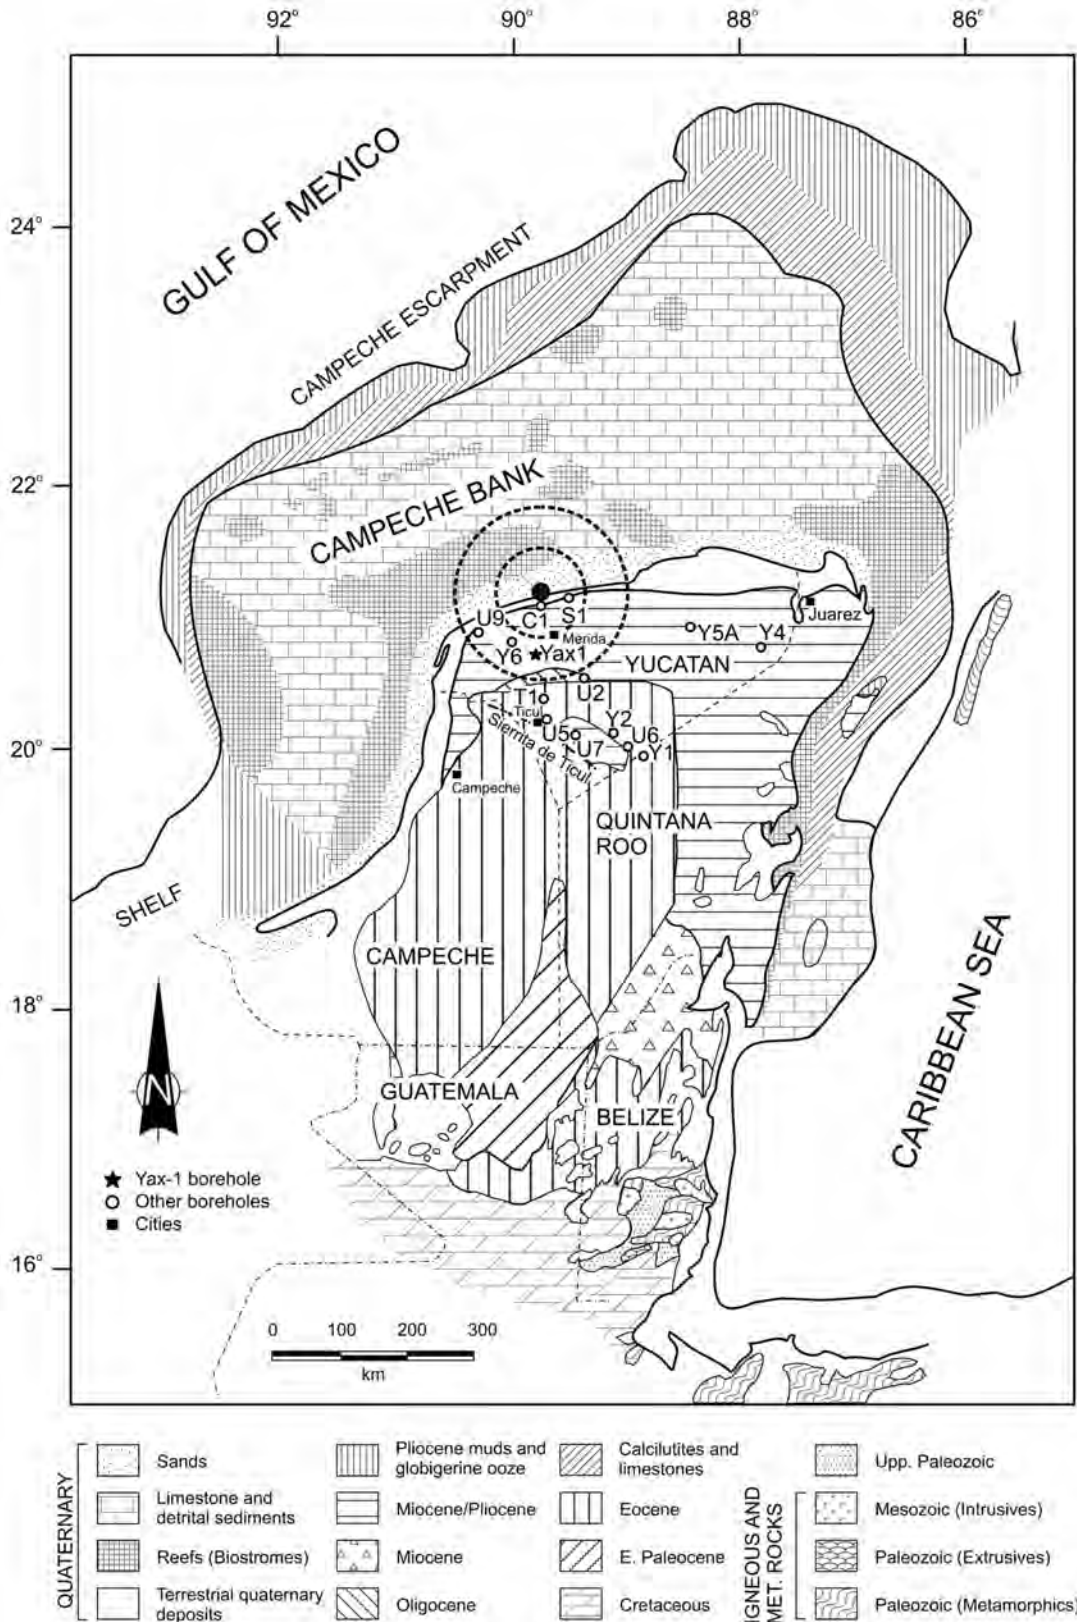 92° 90° 88° 86°
24°
22°
20°
18°
16°
GULF OF MEXICO
CAMPECHE ESCARPMENT
CAMPECHE BANK
U9
C1
S1
Merida
Y6
Yax1
Y5A
Y4
Juarez
YUCATAN
T1
U2
Ticul
U5
Y2
U6
U7
Y1
Sierrita de Ticul
Campeche
QUINTANA
ROO
SHELF
CAMPECHE
CARIBBEAN SEA
GUATEMALA
BELIZE
N
Yax-1 borehole
Other boreholes
Cities
0 100 200 300
km
QUATERNARY
Sands
Limestone and
detrital sediments
Reefs (Biostromes)
Terrestrial quaternary
deposits
Pliocene muds and
globigerine ooze
Miocene/Pliocene
Miocene
Oligocene
Calcilutites and
limestones
Eocene
E. Paleocene
Cretaceous
IGNEOUS AND
MET. ROCKS
Upp. Paleozoic
Mesozoic (Intrusives)
Paleozoic (Extrusives)
Paleozoic (Metamorphics)